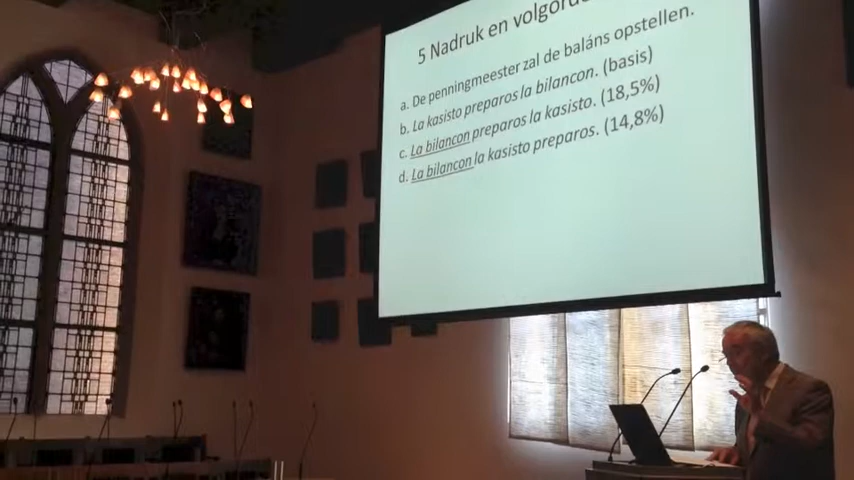 5 Nadruk en volgord
a. De penningmeester zal de baláns opstellen.
b. La kasisto preparos la bilancon. (basis)
c. La bilancon preparos la kasisto. (18,5%)
d. La bilancon la kasisto preparos. (14,8%)